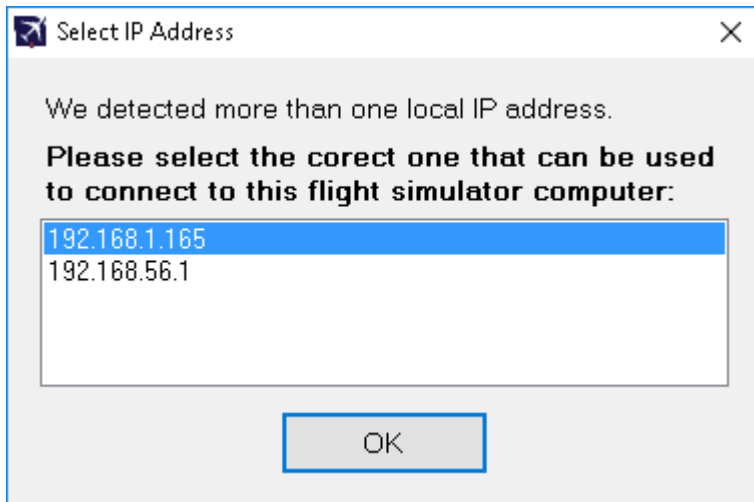 Select IP Address
We detected more than one local IP address.
Please select the corect one that can be used
to connect to this flight simulator computer:
192.168.1.165
192.168.56.1
OK